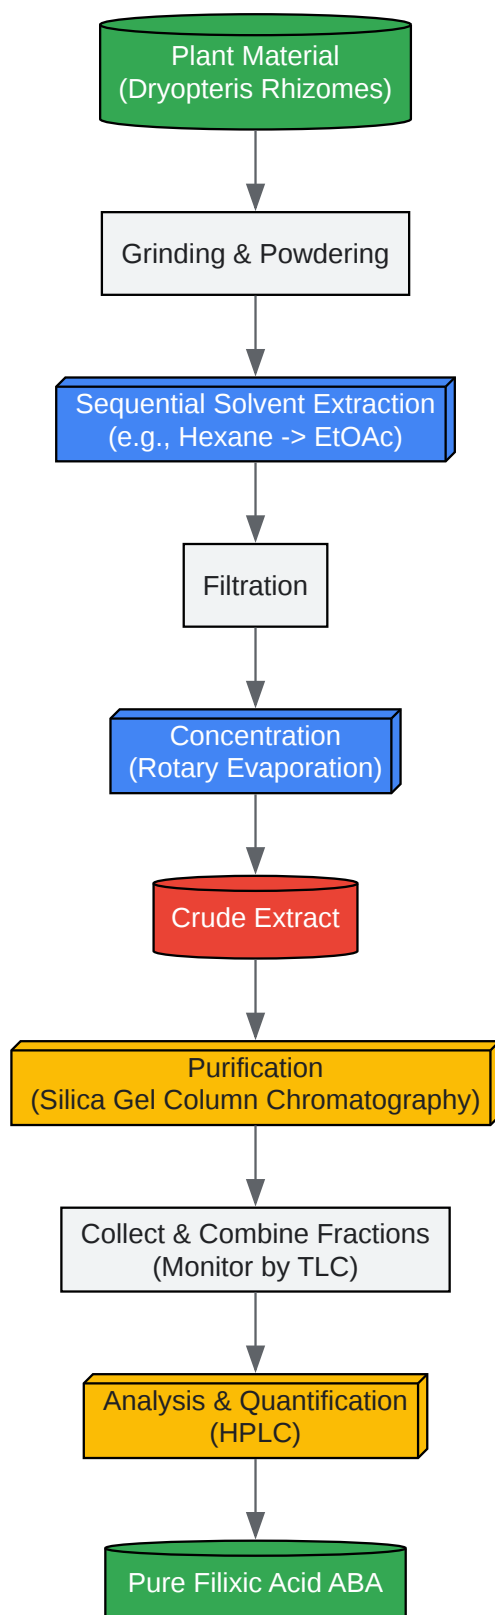 Plant Material
(Dryopteris Rhizomes)
Grinding & Powdering
Sequential Solvent Extraction
(e.g., Hexane -> EtOAc)
Filtration
Concentration
(Rotary Evaporation)
Crude Extract
Purification
(Silica Gel Column Chromatography)
Collect & Combine Fractions
(Monitor by TLC)
Analysis & Quantification
(HPLC)
Pure Filixic Acid ABA